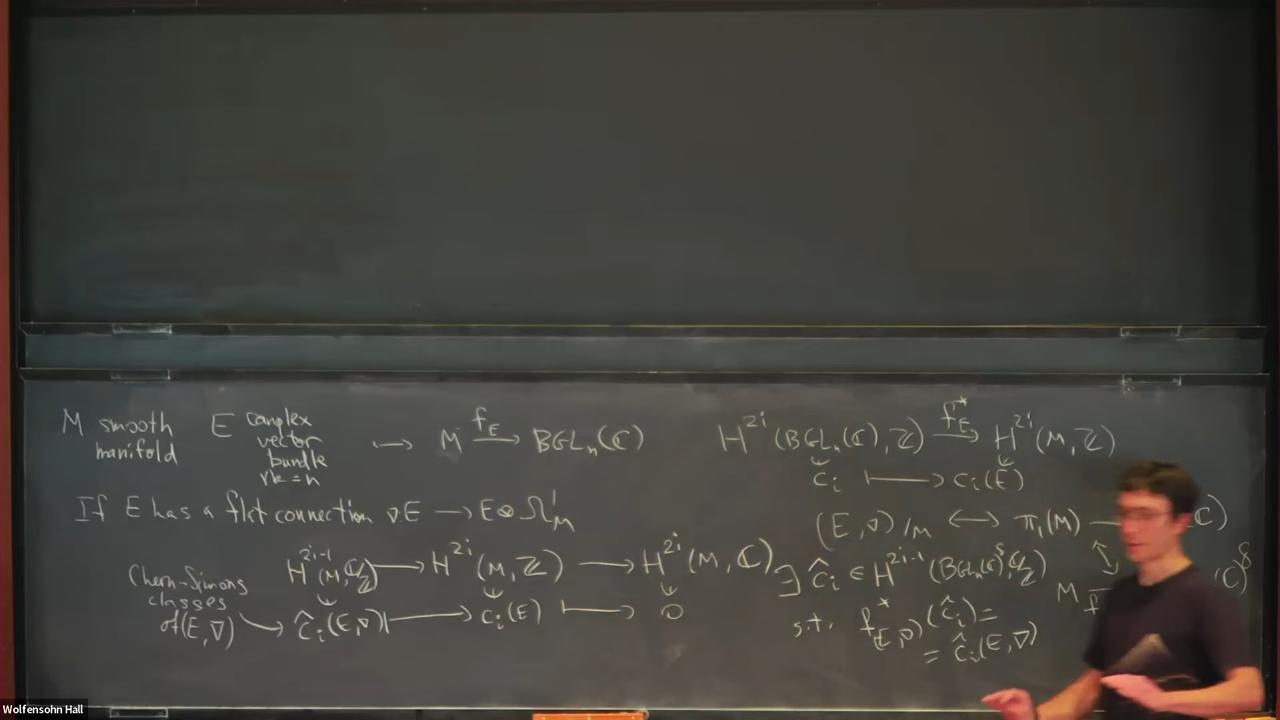 M smooth manifold E complex vector bundle rk = n ↔ M —f_E→ BGL_n(ℂ)
H^{2i}(BGL_n(ℂ), ℤ) —f_E^*→ H^{2i}(M, ℤ)
c_i ↦ c_i(E)
If E has a flat connection ∇: E → E ⊗ Ω^1_M
(E, ∇)/M ↔ π_1(M) → ℂ)
H^{2i-1}(M, ℂ/ℤ) → H^{2i}(M, ℤ) → H^{2i}(M, ℂ)
Chern-Simons classes of (E, ∇) → ĉ_i(E, ∇) ↦ c_i(E) ↦ 0
∃ ĉ_i ∈ H^{2i-1}(BGL_n(ℂ)^δ, ℂ/ℤ)
M f (ℂ)^δ
s.t. f^*_{(E,∇)}(ĉ_i) =
= ĉ_i(E, ∇)
Wolfensohn Hall